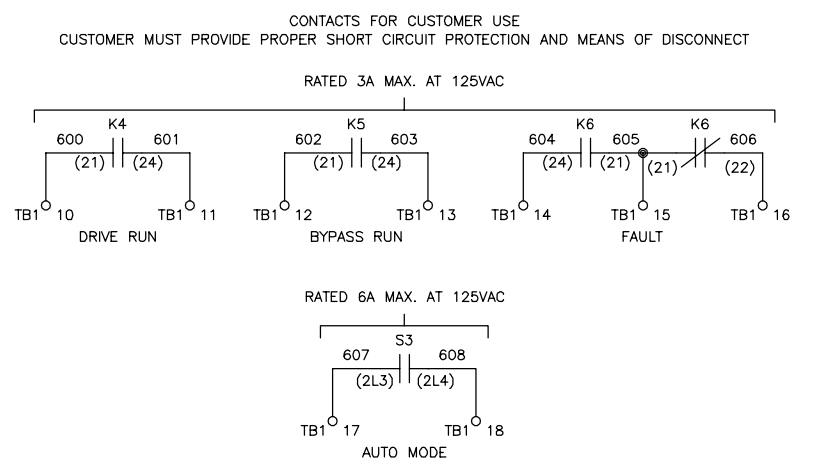 CONTACTS FOR CUSTOMER USE
CUSTOMER MUST PROVIDE PROPER SHORT CIRCUIT PROTECTION AND MEANS OF DISCONNECT
RATED 3A MAX. AT 125VAC
K4 K5 K6 K6
600 601 602 603 604 605 606
(21) (24) (21) (24) (24) (21) (21) (22)
TB1 10 TB1 11 TB1 12 TB1 13 TB1 14 TB1 15 TB1 16
DRIVE RUN BYPASS RUN FAULT
RATED 6A MAX. AT 125VAC
S3
607 608
(2L3) (2L4)
TB1 17 TB1 18
AUTO MODE